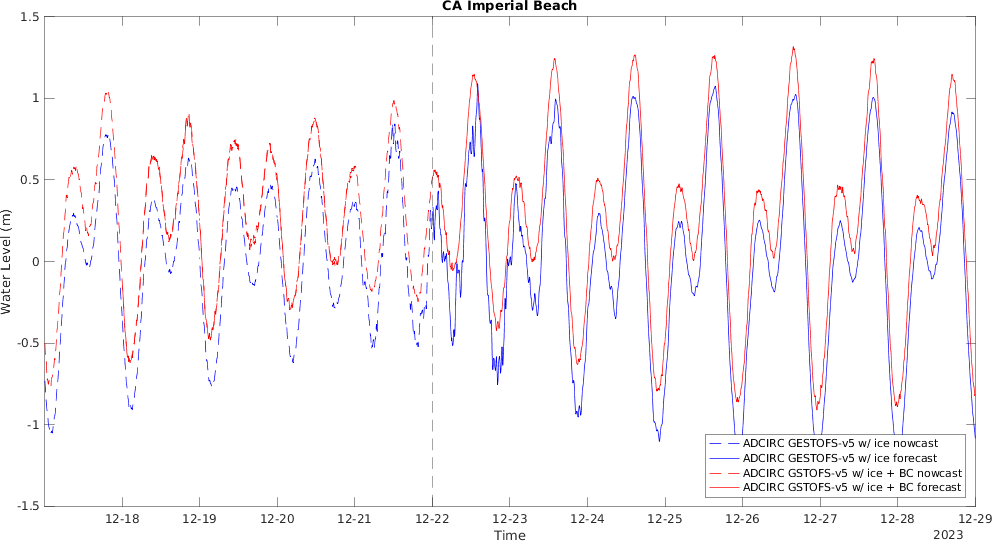 CA Imperial Beach
1.5
1
0.5
0
-0.5
-1
-1.5
Water Level (m)
ADCIRC GESTOFS-v5 w/ ice nowcast
ADCIRC GESTOFS-v5 w/ ice forecast
ADCIRC GSTOFS-v5 w/ ice + BC nowcast
ADCIRC GSTOFS-v5 w/ ice + BC forecast
12-18 12-19 12-20 12-21 12-22 12-23 12-24 12-25 12-26 12-27 12-28 12-29
Time
2023